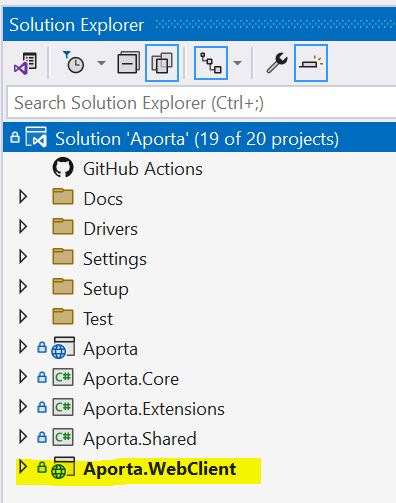 Solution Explorer
Search Solution Explorer (Ctrl+;)
Solution 'Aporta' (19 of 20 projects)
GitHub Actions
Docs
Drivers
Settings
Setup
Test
Aporta
C# Aporta.Core
C# Aporta.Extensions
C# Aporta.Shared
Aporta.WebClient